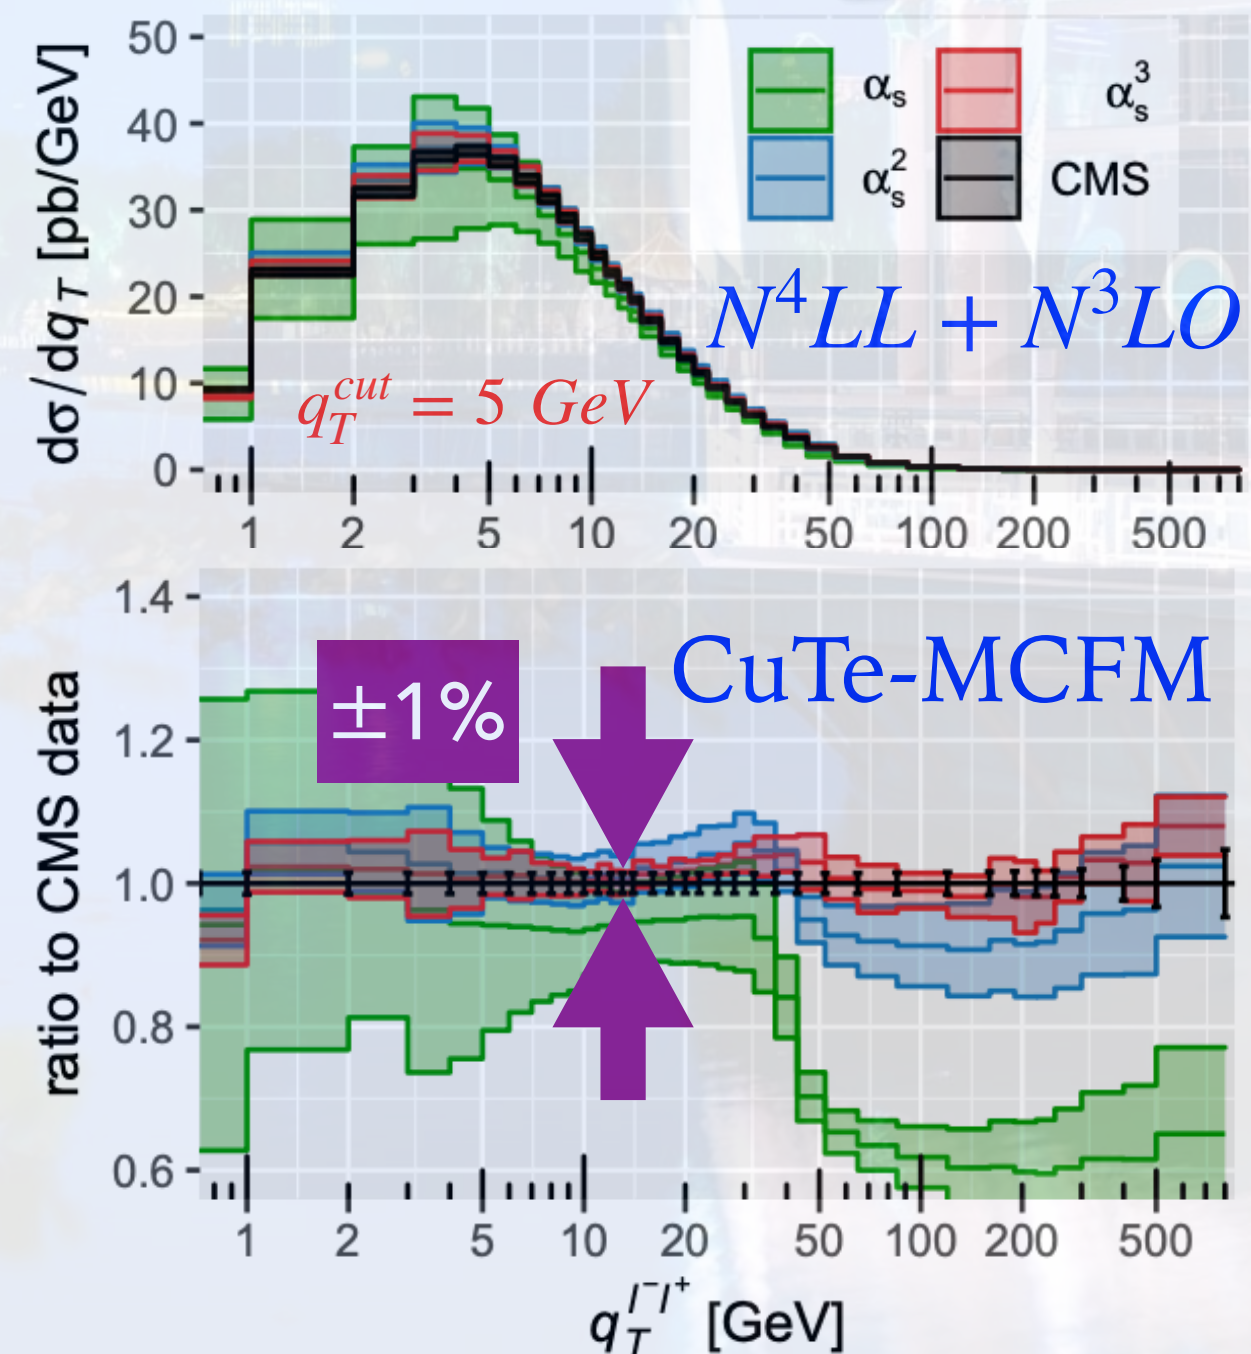 dσ/dq_T [pb/GeV]
50
40
30
20
10
0
α_s
α_s^3
α_s^2
CMS
N^4LL + N^3LO
q_T^{cut} = 5 GeV
1 2 5 10 20 50 100 200 500
ratio to CMS data
1.4
1.2
1.0
0.8
0.6
±1%
CuTe-MCFM
1 2 5 10 20 50 100 200 500
q_T^{l^-l^+} [GeV]